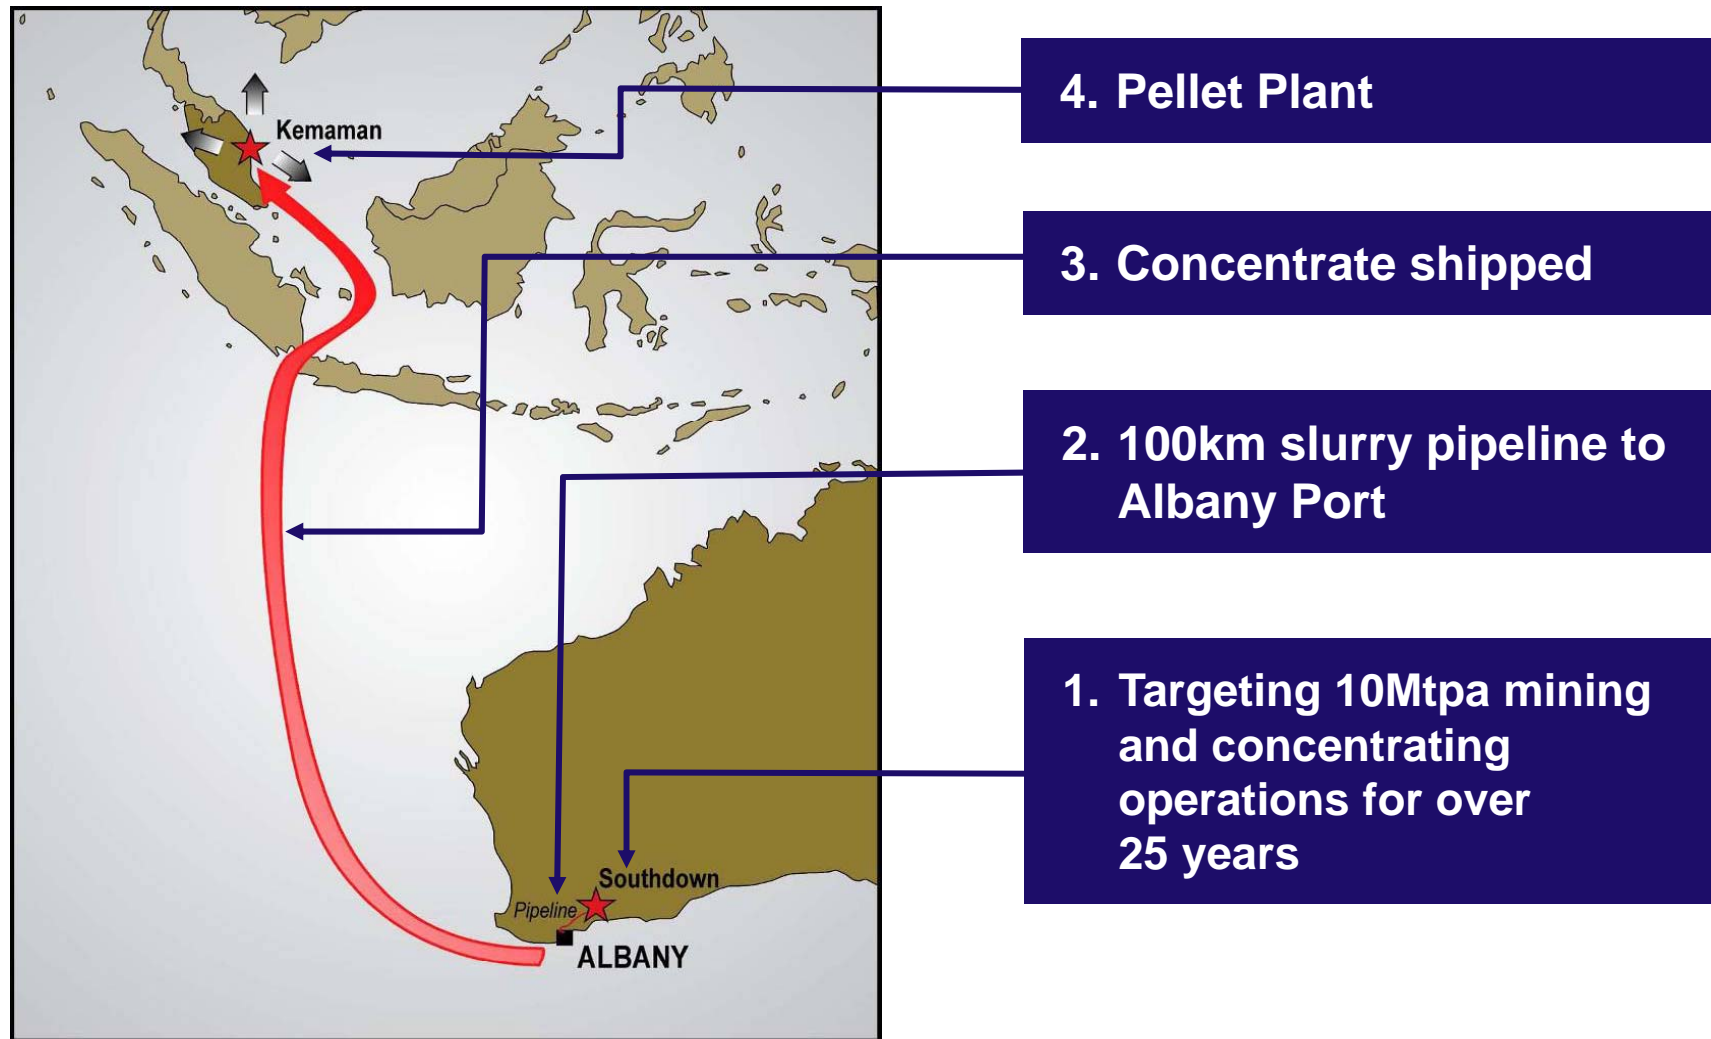 Kemaman
Southdown
Pipeline
ALBANY
4. Pellet Plant
3. Concentrate shipped
2. 100km slurry pipeline to
Albany Port
1. Targeting 10Mtpa mining
and concentrating
operations for over
25 years